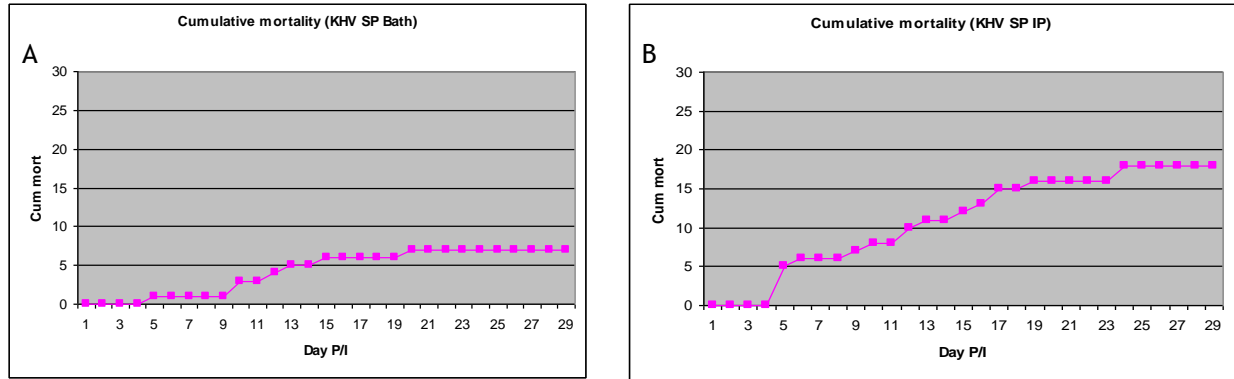 Cumulative mortality (KHV SP Bath)
A
30
25
20
15
10
5
0
Cum mort
1 3 5 7 9 11 13 15 17 19 21 23 25 27 29
Day P/I
Cumulative mortality (KHV SP IP)
B
30
25
20
15
10
5
0
Cum mort
1 3 5 7 9 11 13 15 17 19 21 23 25 27 29
Day P/I